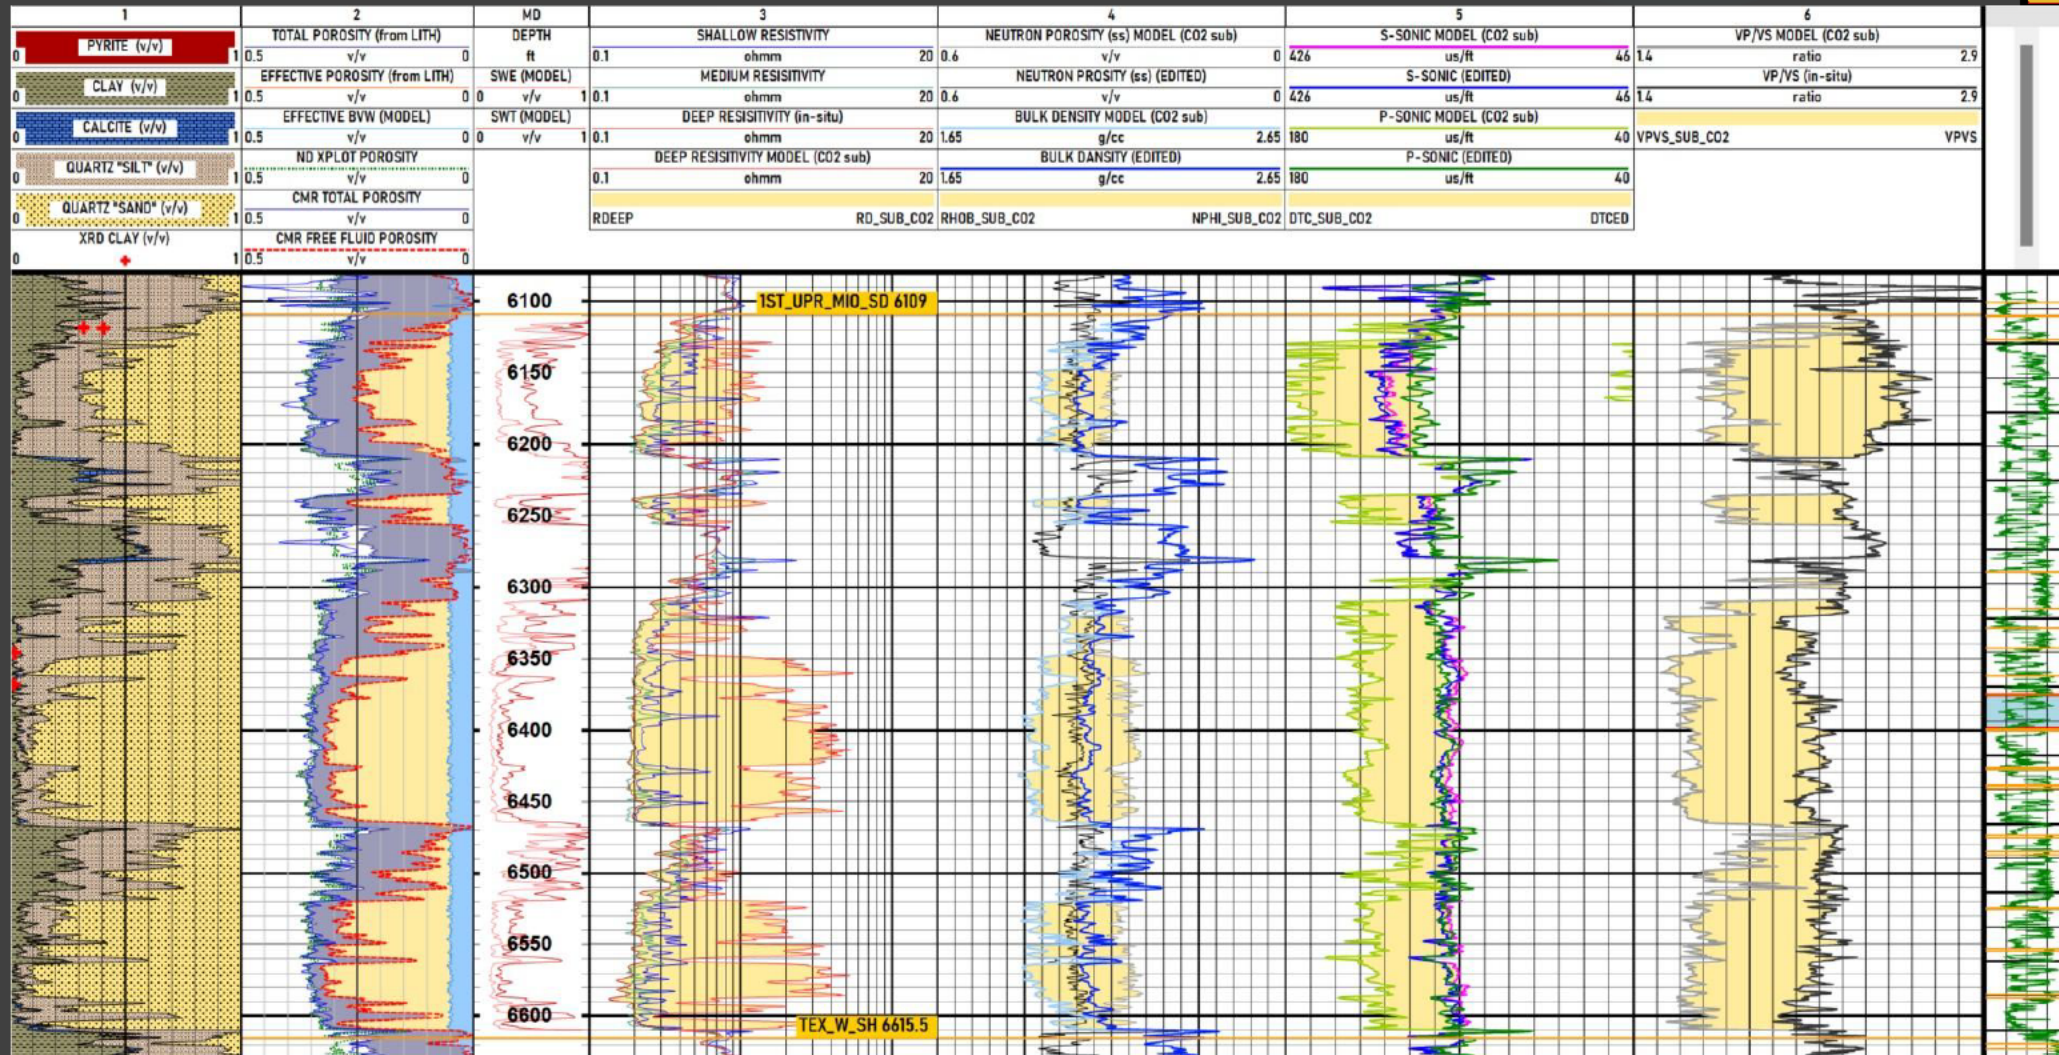 1 2 MD 3 4 5 6
PYRITE (v/v)
0 1
CLAY (v/v)
0 1
CALCITE (v/v)
0 1
QUARTZ "SILT" (v/v)
0 1
QUARTZ "SAND" (v/v)
0 1
XRD CLAY (v/v)
0 1
TOTAL POROSITY (from LITH)
0.5 v/v 0
EFFECTIVE POROSITY (from LITH)
0.5 v/v 0
EFFECTIVE BVW (MODEL)
0.5 v/v 0
ND XPLOT POROSITY
0.5 v/v 0
CMR TOTAL POROSITY
0.5 v/v 0
CMR FREE FLUID POROSITY
0.5 v/v 0
DEPTH
ft
SWE (MODEL)
0 v/v 1
SWT (MODEL)
0 v/v 1
SHALLOW RESISTIVITY
0.1 ohmm 20
MEDIUM RESISITIVITY
0.1 ohmm 20
DEEP RESISITIVITY (in-situ)
0.1 ohmm 20
DEEP RESISITIVITY MODEL (CO2 sub)
0.1 ohmm 20
RDEEP RD_SUB_CO2
NEUTRON POROSITY (ss) MODEL (CO2 sub)
0.6 v/v 0
NEUTRON PROSITY (ss) (EDITED)
0.6 v/v 0
BULK DENSITY MODEL (CO2 sub)
1.65 g/cc 2.65
BULK DANSITY (EDITED)
1.65 g/cc 2.65
RHOB_SUB_CO2 NPHI_SUB_CO2
S-SONIC MODEL (CO2 sub)
426 us/ft 46
S-SONIC (EDITED)
426 us/ft 46
P-SONIC MODEL (CO2 sub)
180 us/ft 40
P-SONIC (EDITED)
180 us/ft 40
DTC_SUB_CO2 DTCED
VP/VS MODEL (CO2 sub)
1.4 ratio 2.9
VP/VS (in-situ)
1.4 ratio 2.9
VPVS_SUB_CO2 VPVS
6100
1ST_UPR_MIO_SD 6109
6150
6200
6250
6300
6350
6400
6450
6500
6550
6600
TEX_W_SH 6615.5